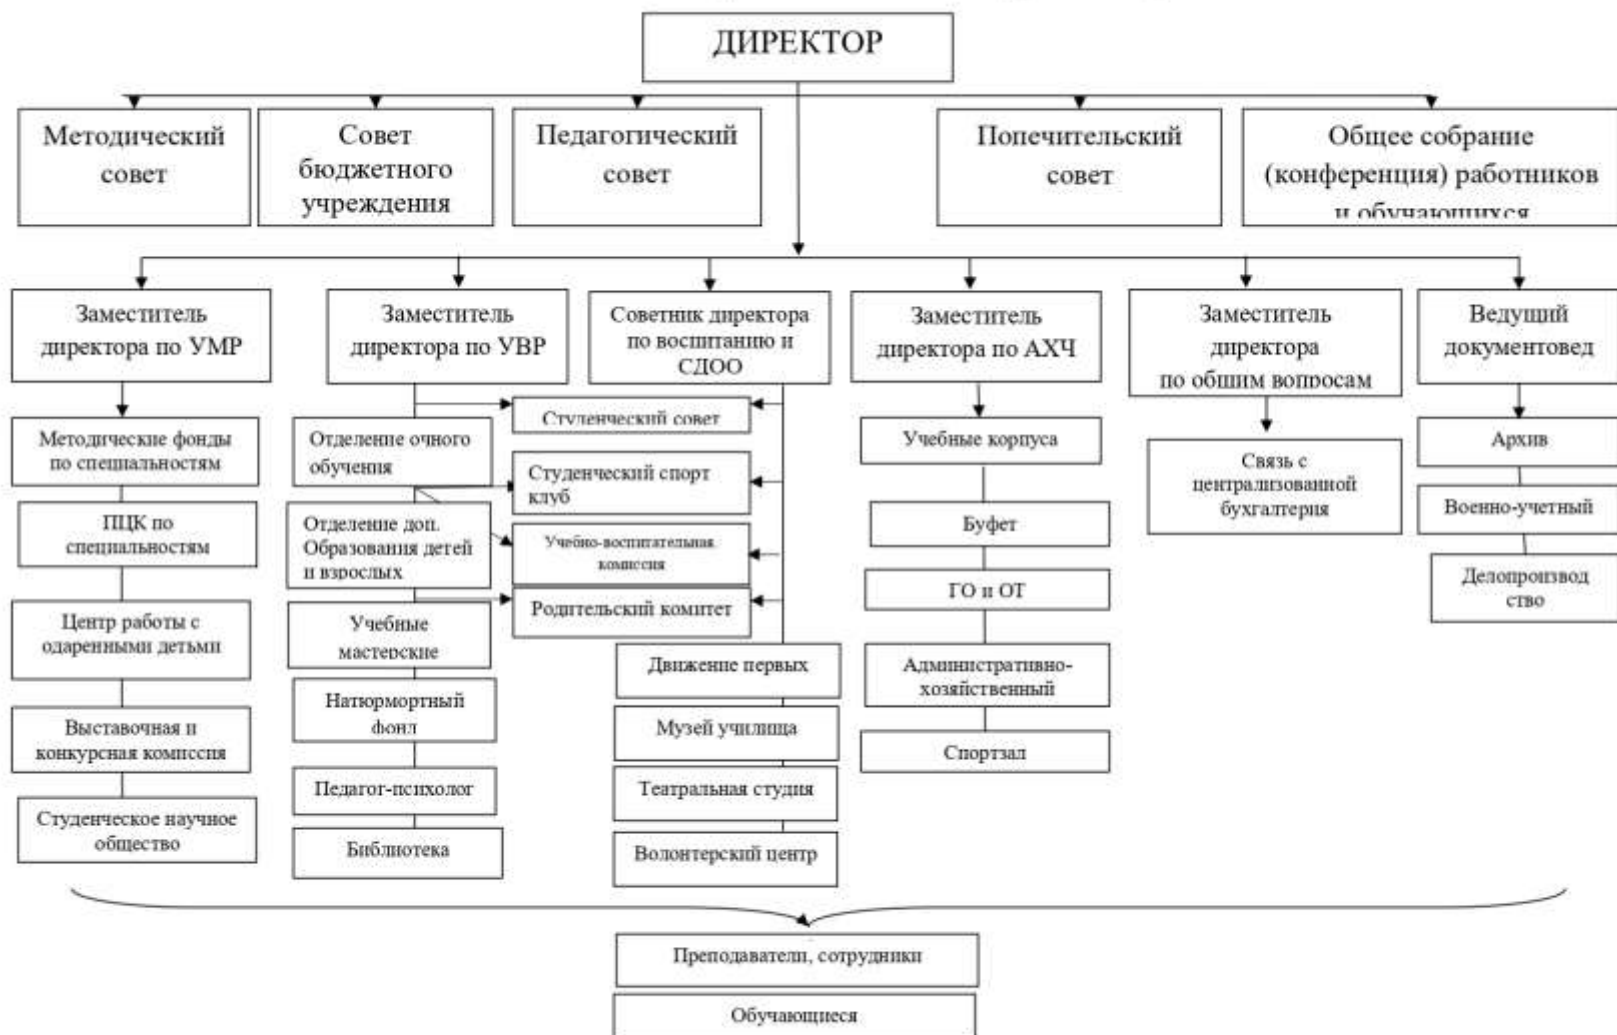 ДИРЕКТОР
Методический
совет
Совет
бюджетного
учреждения
Педагогический
совет
Попечительский
совет
Общее собрание
(конференция) работников
и обучающихся
Заместитель
директора по УМР
Заместитель
директора по УВР
Советник директора
по воспитанию и
СДОО
Заместитель
директора по АХЧ
Заместитель
директора
по общим вопросам
Ведущий
документовед
Методические фонды
по специальностям
ПЦК по
специальностям
Центр работы с
одаренными детьми
Выставочная и
конкурсная комиссия
Студенческое научное
общество
Отделение очного
обучения
Отделение доп.
Образования детей
и взрослых
Учебные
мастерские
Натюрмортный
фонд
Педагог-психолог
Библиотека
Студенческий совет
Студенческий спорт
клуб
Учебно-воспитательная
комиссия
Родительский комитет
Движение первых
Музей училища
Театральная студия
Волонтерский центр
Учебные корпуса
Буфет
ГО и ОТ
Административно-
хозяйственный
Спортзал
Связь с
централизованной
бухгалтерия
Архив
Военно-учетный
Делопроизвод
ство
Преподаватели, сотрудники
Обучающиеся